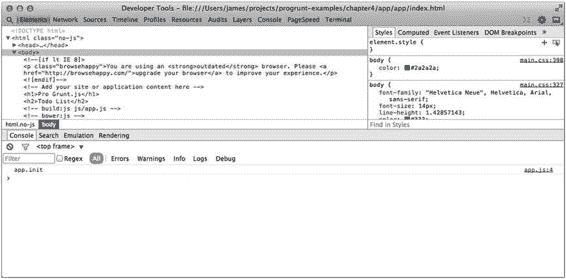 Developer Tools - file:///Users/james/projects/progrunt-examples/chapter4/app/app/index.html
Elements Network Sources Timeline Profiles Resources Audits Console CoffeeConsole YSlow CSS PageSpeed Terminal
<!DOCTYPE html>
▼<html class="no-js">
▶<head>…</head>
▼<body>
<!--[if lt IE 8]>
<p class="browsehappy">You are using an <strong>outdated</strong> browser. Please <a
href="http://browsehappy.com/">upgrade your browser</a> to improve your experience.</p>
<![endif]-->
<!-- Add your site or application content here -->
<h1>Pro Grunt.js</h1>
<h2>Todo List</h2>
<!-- build:js js/app.js -->
<!-- bower:js -->
html.no-js body
Styles Computed Event Listeners DOM Breakpoints »
element.style {
}
body { main.css:398
color: #2a2a2a;
}
body { main.css:327
font-family: "Helvetica Neue", Helvetica, Arial,
sans-serif;
font-size: 14px;
line-height: 1.42857143;
Find in Styles
Console Search Emulation Rendering
<top frame> ▼
Filter Regex All Errors Warnings Info Logs Debug
app.init app.js:4
>